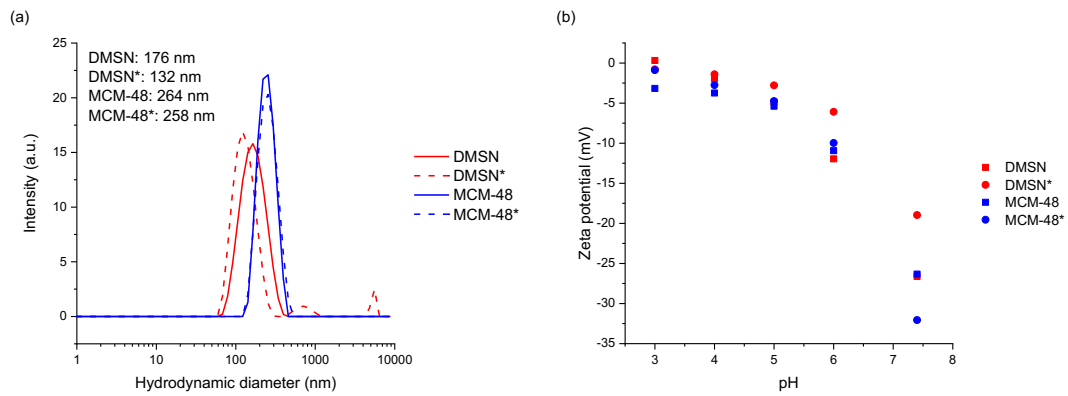 (a)
25
20
15
10
5
0
Intensity (a.u.)
DMSN: 176 nm
DMSN*: 132 nm
MCM-48: 264 nm
MCM-48*: 258 nm
DMSN
DMSN*
MCM-48
MCM-48*
1
10
100
1000
10000
Hydrodynamic diameter (nm)
(b)
5
0
-5
-10
-15
-20
-25
-30
-35
Zeta potential (mV)
DMSN
DMSN*
MCM-48
MCM-48*
3
4
5
6
7
8
pH